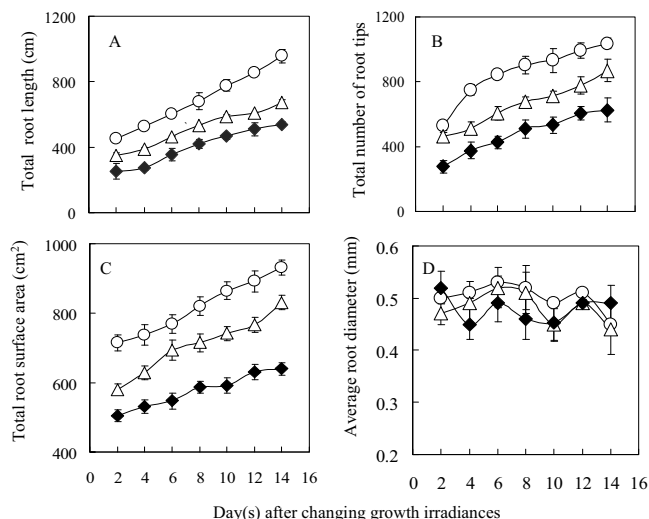 A
Total root length (cm)
1200
800
400
0
B
Total number of root tips
1200
800
400
0
C
Total root surface area (cm²)
1000
800
600
400
0 2 4 6 8 10 12 14 16
D
Average root diameter (mm)
0.6
0.5
0.4
0.3
0.2
0 2 4 6 8 10 12 14 16
Day(s) after changing growth irradiances